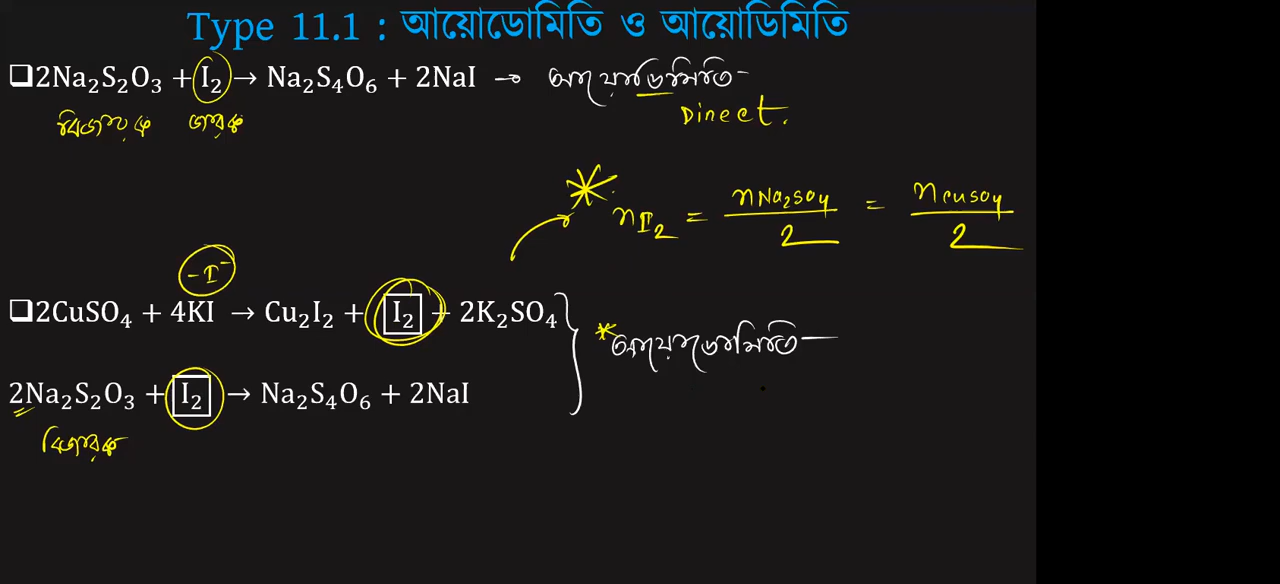 Type 11.1 : আয়োডোমিতি ও আয়োডিমিতি
❑2Na₂S₂O₃ + I₂ → Na₂S₄O₆ + 2NaI → আয়োডিমিতি-
বিজারক জারক
Direct.
* nI₂ = nNa₂SO₄/2 = nCuSO₄/2
-I⁻
❑2CuSO₄ + 4KI → Cu₂I₂ + I₂ + 2K₂SO₄
*আয়োডোমিতি-
2Na₂S₂O₃ + I₂ → Na₂S₄O₆ + 2NaI
বিজারক